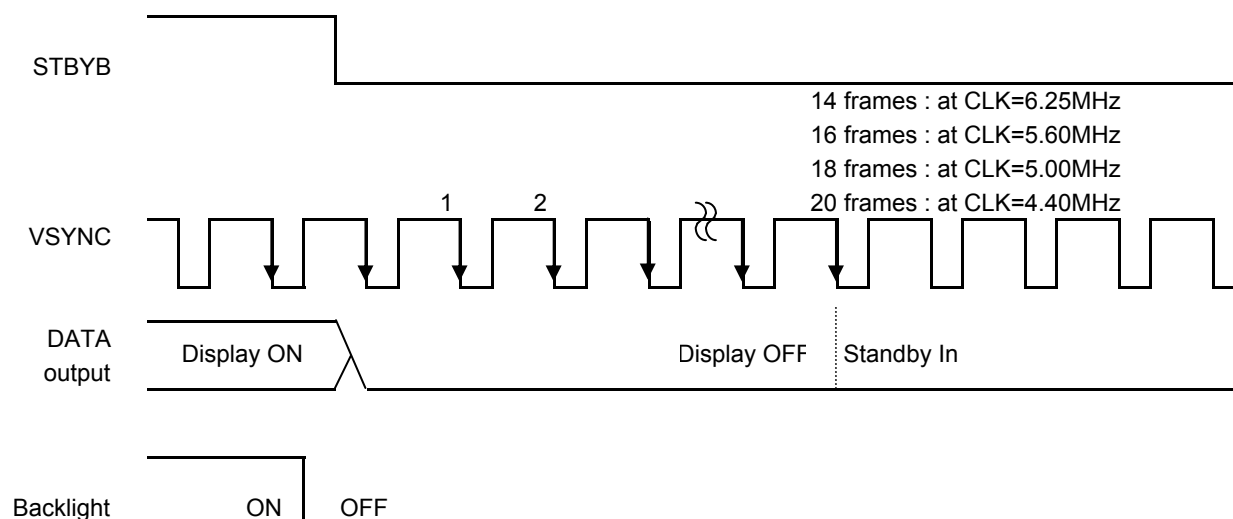 STBYB
14 frames : at CLK=6.25MHz
16 frames : at CLK=5.60MHz
18 frames : at CLK=5.00MHz
20 frames : at CLK=4.40MHz
1 2
VSYNC
DATA
output
Display ON
Display OFF
Standby In
Backlight
ON
OFF